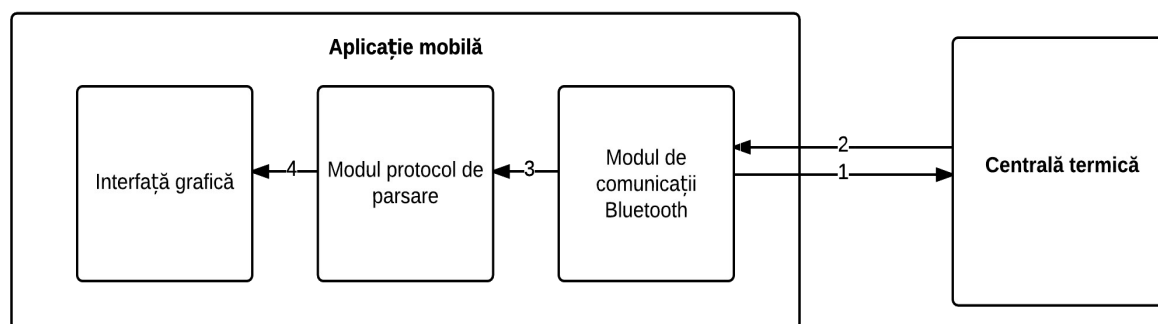 Aplicație mobilă
Interfață grafică
4
Modul protocol de
parsare
3
Modul de
comunicații
Bluetooth
2
1
Centrală termică